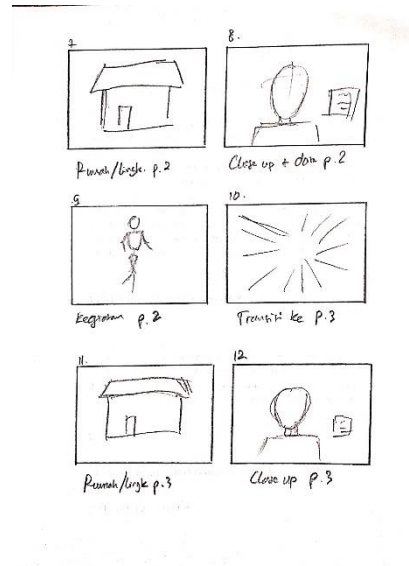 7.
8.
Rumah/lingk. p.2
Close up + data p.2
9.
10.
Kegiatan p.2
Transisi ke p.3
11.
12.
Rumah/lingk p.3
Close up p.3